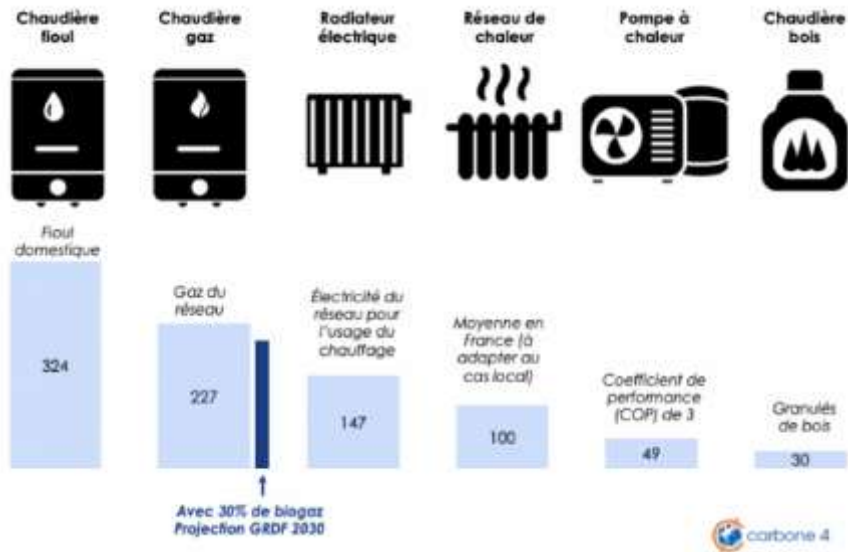 Chaudière
fioul
Chaudière
gaz
Radiateur
électrique
Réseau de
chaleur
Pompe à
chaleur
Chaudière
bois
Fioul
domestique
324
Gaz du
réseau
227
Avec 30% de biogaz
Projection GRDF 2030
Électricité du
réseau pour
l'usage du
chauffage
147
Moyenne en
France (à
adapter au
cas local)
100
Coefficient de
performance
(COP) de 3
49
Granulés
de bois
30
carbone 4